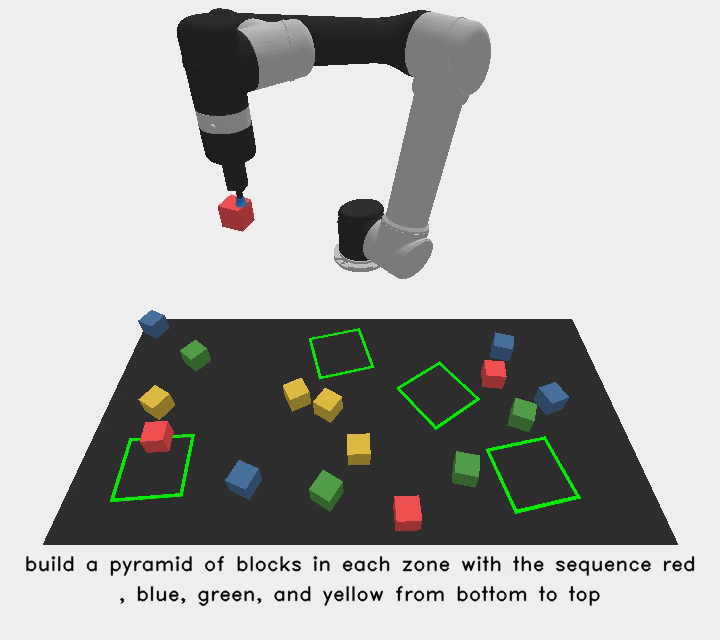 build a pyramid of blocks in each zone with the sequence red
, blue, green, and yellow from bottom to top